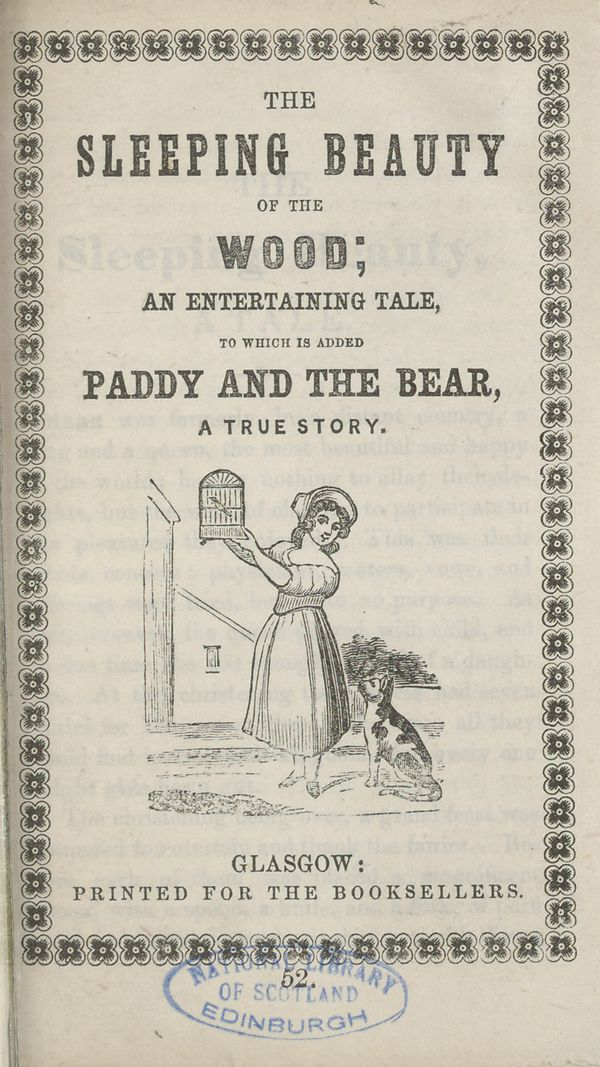 THE
SLEEPING BEAUTY
OF THE
WOOD;
AN ENTERTAINING TALE,
TO WHICH IS ADDED
PADDY AND THE BEAR,
A TRUE STORY.
GLASGOW:
PRINTED FOR THE BOOKSELLERS.
52.
NATIONAL LIBRARY
OF SCOTLAND
EDINBURGH